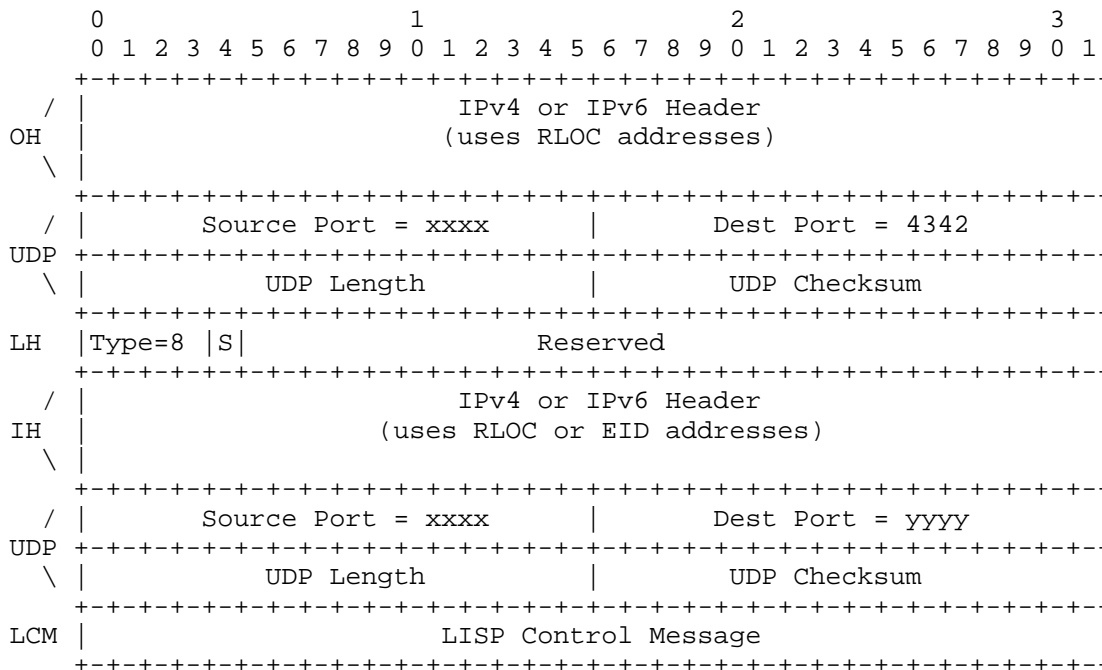 0                   1                   2                   3
 0 1 2 3 4 5 6 7 8 9 0 1 2 3 4 5 6 7 8 9 0 1 2 3 4 5 6 7 8 9 0 1
    +-+-+-+-+-+-+-+-+-+-+-+-+-+-+-+-+-+-+-+-+-+-+-+-+-+-+-+-+-+-+-+-
  / |                       IPv4 or IPv6 Header
OH  |                      (uses RLOC addresses)
  \ |
    +-+-+-+-+-+-+-+-+-+-+-+-+-+-+-+-+-+-+-+-+-+-+-+-+-+-+-+-+-+-+-+-
  / |       Source Port = xxxx      |       Dest Port = 4342
UDP +-+-+-+-+-+-+-+-+-+-+-+-+-+-+-+-+-+-+-+-+-+-+-+-+-+-+-+-+-+-+-+-
  \ |           UDP Length          |        UDP Checksum
    +-+-+-+-+-+-+-+-+-+-+-+-+-+-+-+-+-+-+-+-+-+-+-+-+-+-+-+-+-+-+-+-
LH  |Type=8 |S|                  Reserved
    +-+-+-+-+-+-+-+-+-+-+-+-+-+-+-+-+-+-+-+-+-+-+-+-+-+-+-+-+-+-+-+-
  / |                       IPv4 or IPv6 Header
IH  |                  (uses RLOC or EID addresses)
  \ |
    +-+-+-+-+-+-+-+-+-+-+-+-+-+-+-+-+-+-+-+-+-+-+-+-+-+-+-+-+-+-+-+-
  / |       Source Port = xxxx      |       Dest Port = yyyy
UDP +-+-+-+-+-+-+-+-+-+-+-+-+-+-+-+-+-+-+-+-+-+-+-+-+-+-+-+-+-+-+-+-
  \ |           UDP Length          |        UDP Checksum
    +-+-+-+-+-+-+-+-+-+-+-+-+-+-+-+-+-+-+-+-+-+-+-+-+-+-+-+-+-+-+-+-
LCM |                      LISP Control Message
    +-+-+-+-+-+-+-+-+-+-+-+-+-+-+-+-+-+-+-+-+-+-+-+-+-+-+-+-+-+-+-+-